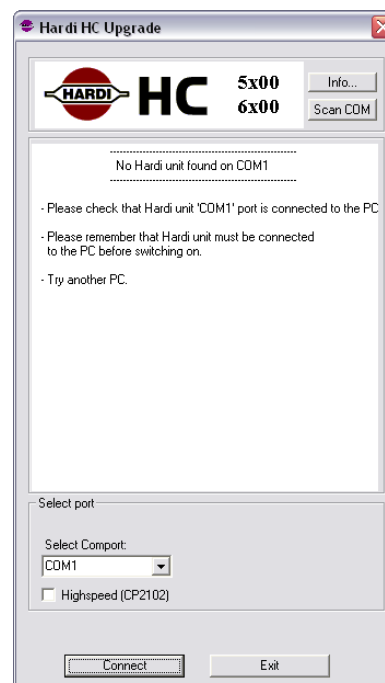 Hardi HC Upgrade
HARDI
HC
5x00
6x00
Info...
Scan COM
No Hardi unit found on COM1
- Please check that Hardi unit 'COM1' port is connected to the PC
- Please remember that Hardi unit must be connected
to the PC before switching on.
- Try another PC.
Select port
Select Comport:
COM1
Highspeed (CP2102)
Connect
Exit